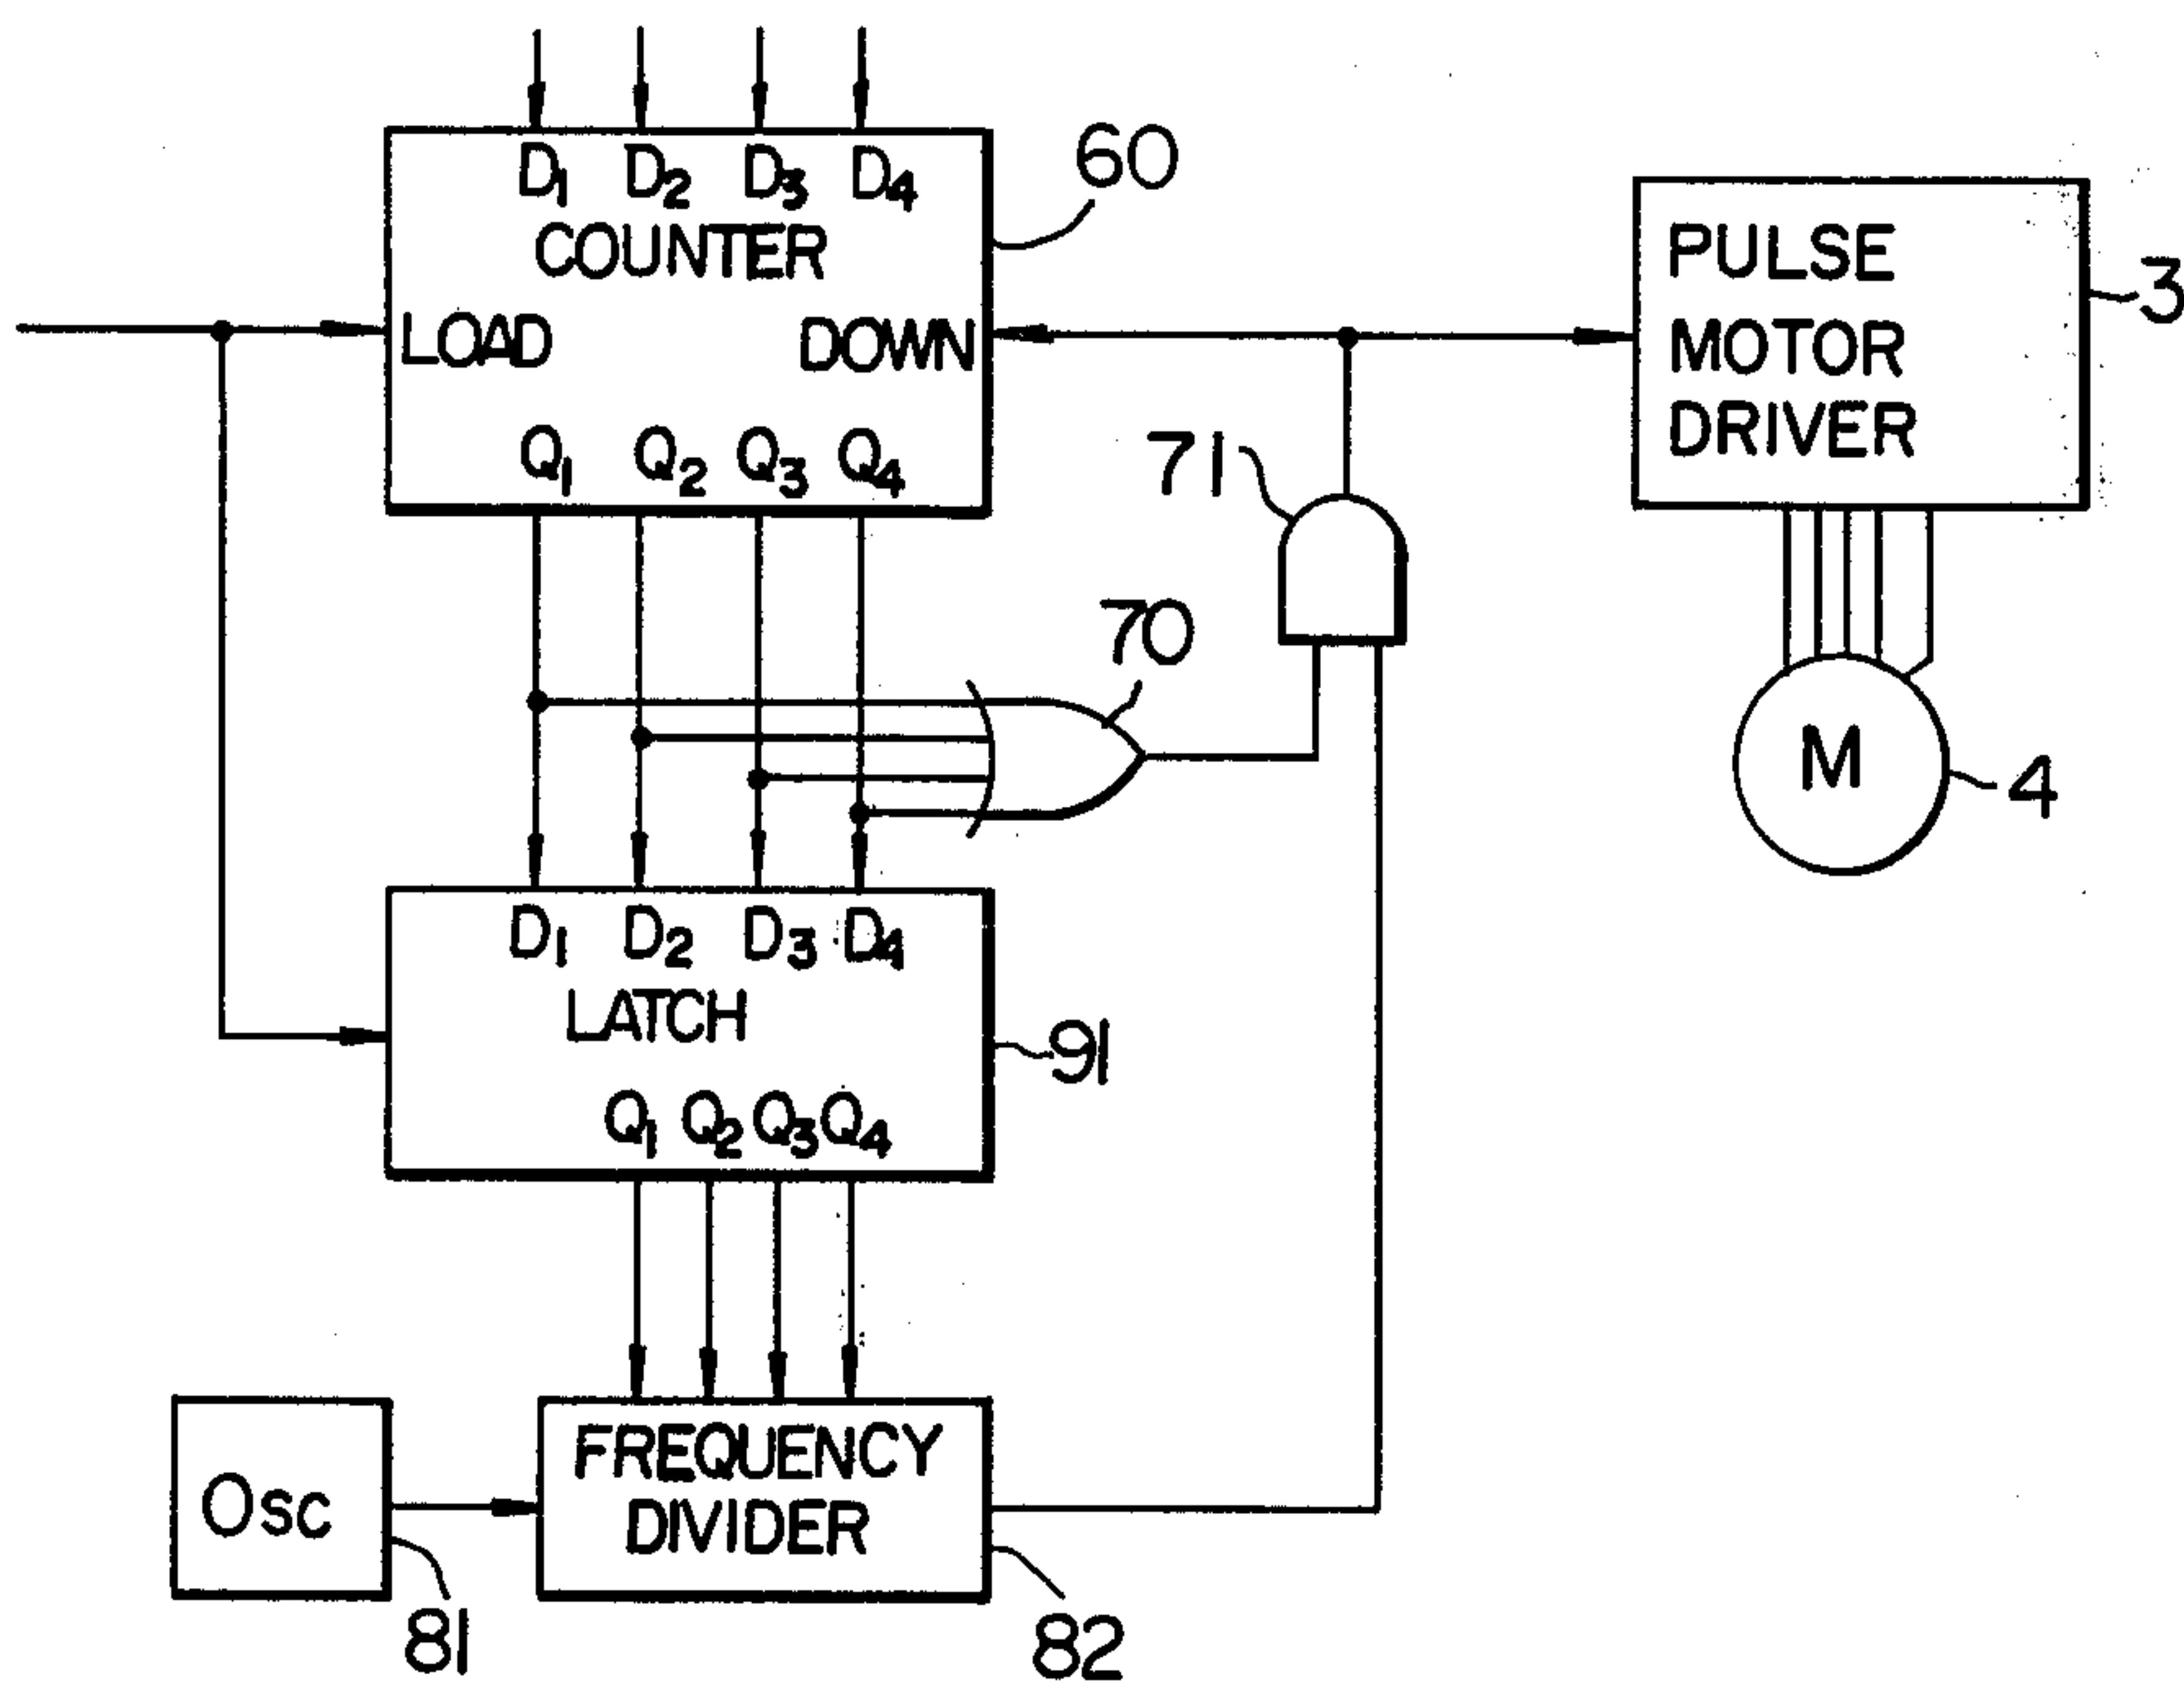 D1 D2 D3 D4
COUNTER
60
LOAD
DOWN
Q1 Q2 Q3 Q4
PULSE
MOTOR
DRIVER
3
71
70
M
4
D1 D2 D3 D4
LATCH
91
Q1 Q2 Q3 Q4
OSC
81
FREQUENCY
DIVIDER
82